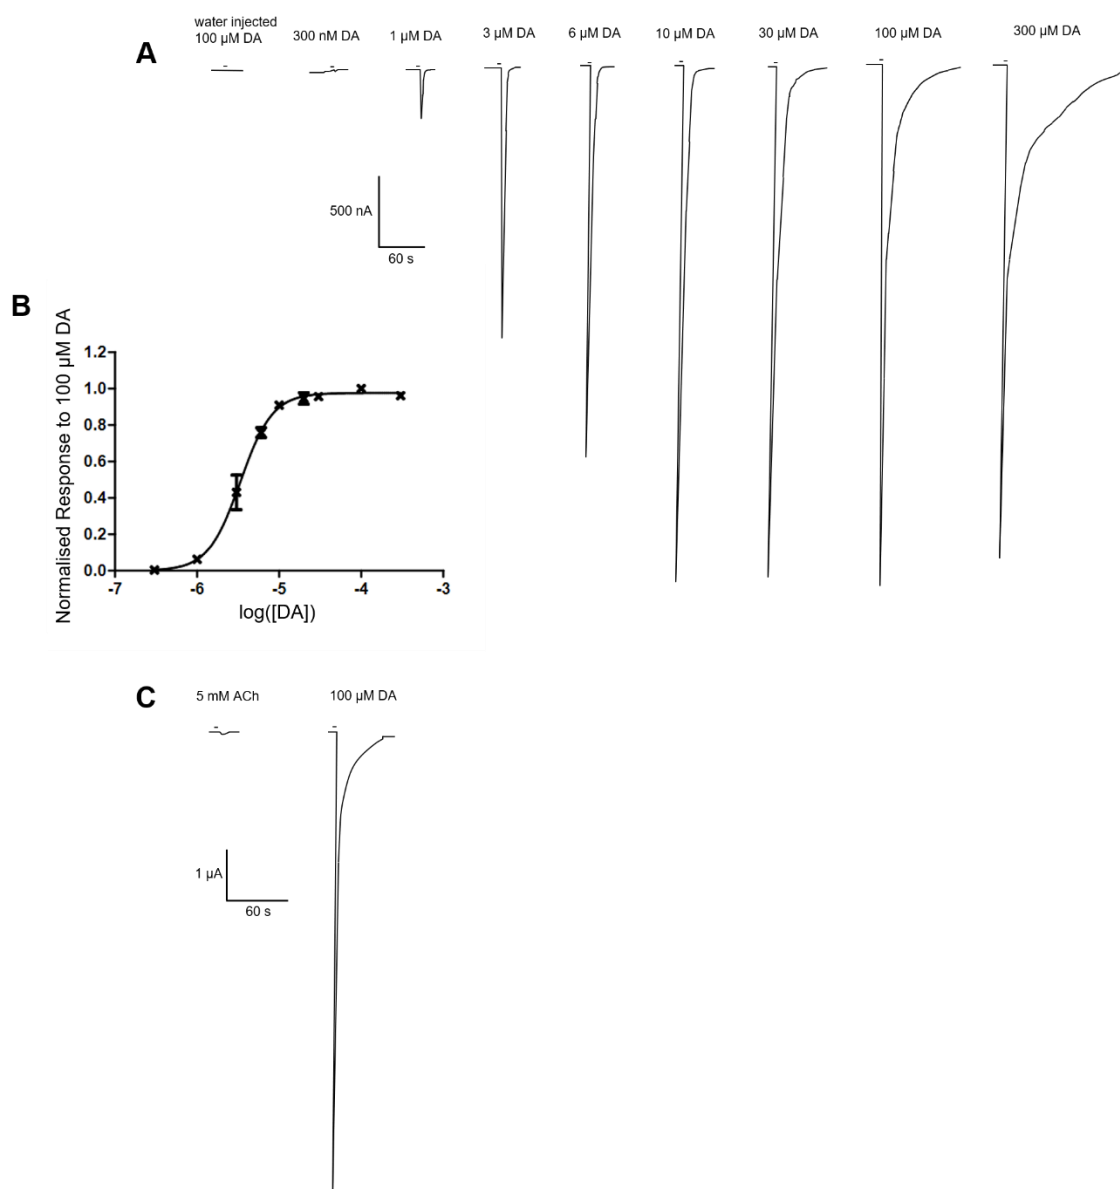 A
water injected
100 µM DA
300 nM DA
1 µM DA
3 µM DA
6 µM DA
10 µM DA
30 µM DA
100 µM DA
300 µM DA
500 nA
60 s
B
Normalised Response to 100 µM DA
1.2
1.0
0.8
0.6
0.4
0.2
0.0
-7
-6
-5
-4
-3
log([DA])
C
5 mM ACh
100 µM DA
1 µA
60 s